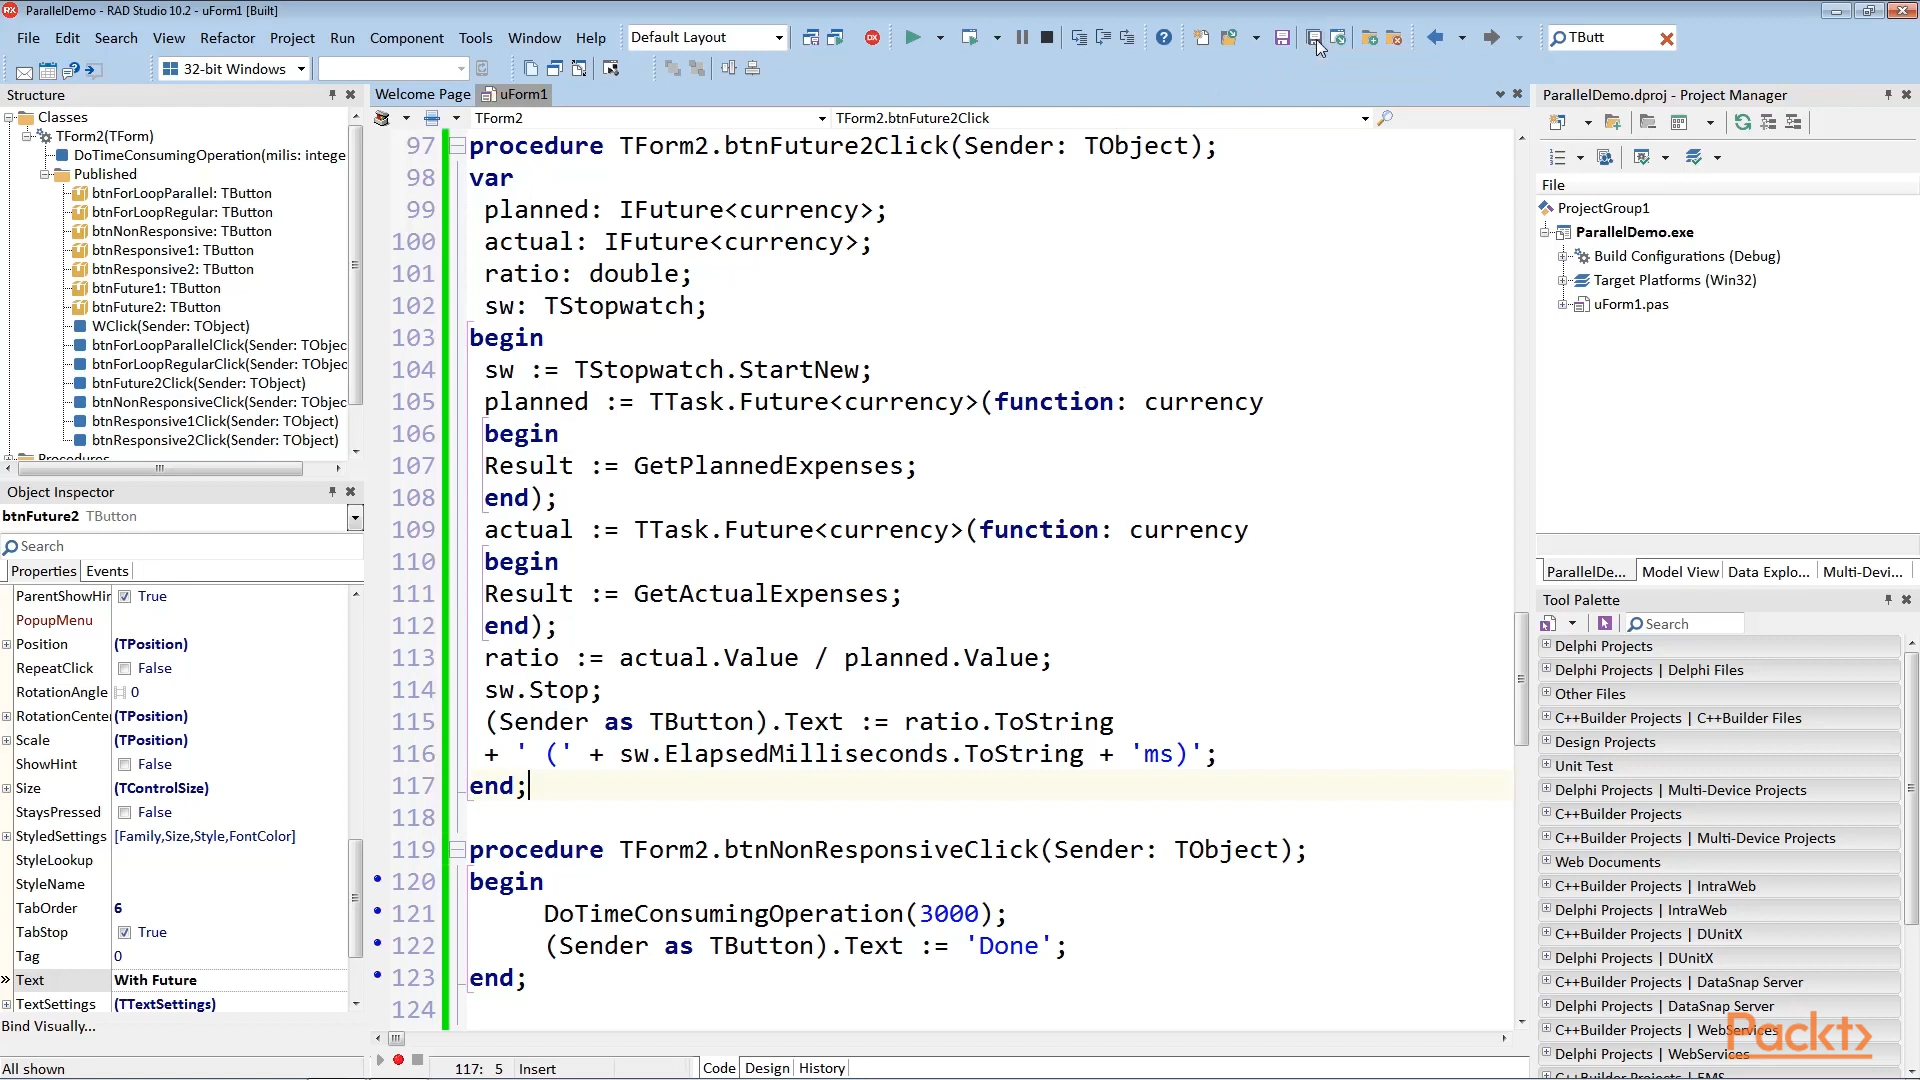 ParallelDemo - RAD Studio 10.2 - uForm1 [Built]
File Edit Search View Refactor Project Run Component Tools Window Help Default Layout TButt
32-bit Windows
Structure
Classes
TForm2(TForm)
DoTimeConsumingOperation(milis: intege
Published
btnForLoopParallel: TButton
btnForLoopRegular: TButton
btnNonResponsive: TButton
btnResponsive1: TButton
btnResponsive2: TButton
btnFuture1: TButton
btnFuture2: TButton
WClick(Sender: TObject)
btnForLoopParallelClick(Sender: TObjec
btnForLoopRegularClick(Sender: TObjec
btnFuture2Click(Sender: TObject)
btnNonResponsiveClick(Sender: TObjec
btnResponsive1Click(Sender: TObject)
btnResponsive2Click(Sender: TObject)
Procedures
Object Inspector
btnFuture2 TButton
Search
Properties Events
ParentShowHir True
PopupMenu
Position (TPosition)
RepeatClick False
RotationAngle 0
RotationCenter (TPosition)
Scale (TPosition)
ShowHint False
Size (TControlSize)
StaysPressed False
StyledSettings [Family,Size,Style,FontColor]
StyleLookup
StyleName
TabOrder 6
TabStop True
Tag 0
Text With Future
TextSettings (TTextSettings)
Bind Visually...
All shown
Welcome Page uForm1
TForm2 TForm2.btnFuture2Click
97 procedure TForm2.btnFuture2Click(Sender: TObject);
98 var
99 planned: IFuture<currency>;
100 actual: IFuture<currency>;
101 ratio: double;
102 sw: TStopwatch;
103 begin
104 sw := TStopwatch.StartNew;
105 planned := TTask.Future<currency>(function: currency
106 begin
107 Result := GetPlannedExpenses;
108 end);
109 actual := TTask.Future<currency>(function: currency
110 begin
111 Result := GetActualExpenses;
112 end);
113 ratio := actual.Value / planned.Value;
114 sw.Stop;
115 (Sender as TButton).Text := ratio.ToString
116 + ' (' + sw.ElapsedMilliseconds.ToString + 'ms)';
117 end;
118
119 procedure TForm2.btnNonResponsiveClick(Sender: TObject);
120 begin
121 DoTimeConsumingOperation(3000);
122 (Sender as TButton).Text := 'Done';
123 end;
124
117: 5 Insert Code Design History
ParallelDemo.dproj - Project Manager
File
ProjectGroup1
ParallelDemo.exe
Build Configurations (Debug)
Target Platforms (Win32)
uForm1.pas
ParallelDe... Model View Data Explo... Multi-Devi...
Tool Palette
Search
Delphi Projects
Delphi Projects | Delphi Files
Other Files
C++Builder Projects | C++Builder Files
Design Projects
Unit Test
Delphi Projects | Multi-Device Projects
C++Builder Projects
C++Builder Projects | Multi-Device Projects
Web Documents
C++Builder Projects | IntraWeb
Delphi Projects | IntraWeb
C++Builder Projects | DUnitX
Delphi Projects | DUnitX
C++Builder Projects | DataSnap Server
Delphi Projects | DataSnap Server
C++Builder Projects | WebServices
Delphi Projects | WebServices
C++Builder Projects | EMS
Packt>